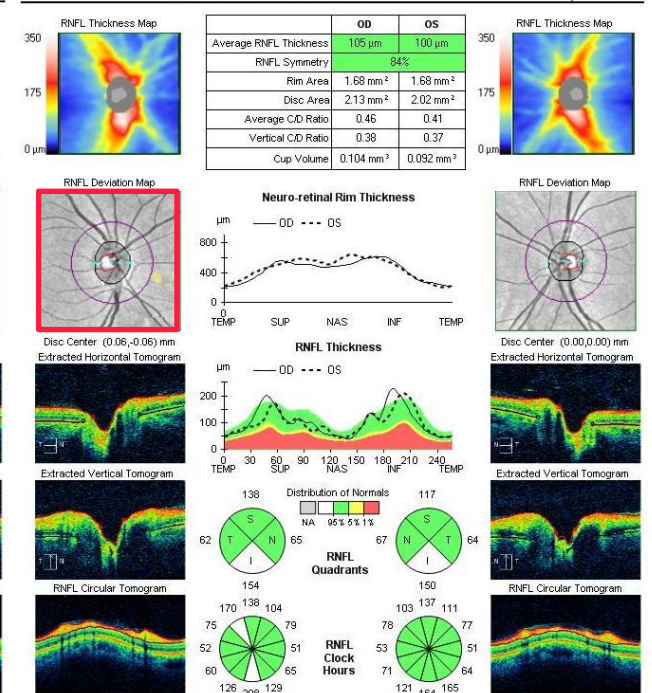 RNFL Thickness Map
350
175
0 µm
OD OS
Average RNFL Thickness 105 µm 100 µm
RNFL Symmetry 84%
Rim Area 1.68 mm² 1.68 mm²
Disc Area 2.13 mm² 2.02 mm²
Average C/D Ratio 0.46 0.41
Vertical C/D Ratio 0.38 0.37
Cup Volume 0.104 mm³ 0.092 mm³
RNFL Thickness Map
350
175
0 µm
RNFL Deviation Map
Disc Center (0.06,-0.06) mm
Neuro-retinal Rim Thickness
µm OD OS
800
400
0
0
TEMP SUP NAS INF TEMP
RNFL Deviation Map
Disc Center (0.00,0.00) mm
Extracted Horizontal Tomogram
T N
RNFL Thickness
µm OD OS
200
100
0
0 30 60 90 120 150 180 210 240
TEMP SUP NAS INF TEMP
Extracted Horizontal Tomogram
Extracted Vertical Tomogram
Distribution of Normals
NA 95% 5% 1%
138
S
62 T N 65
I
154
RNFL
Quadrants
117
S
67 N T 64
I
150
Extracted Vertical Tomogram
RNFL Circular Tomogram
170 138 104
75 79
52 51
60 65
126 129
RNFL
Clock
Hours
103 137 111
78 77
53 51
71 64
121 165
RNFL Circular Tomogram